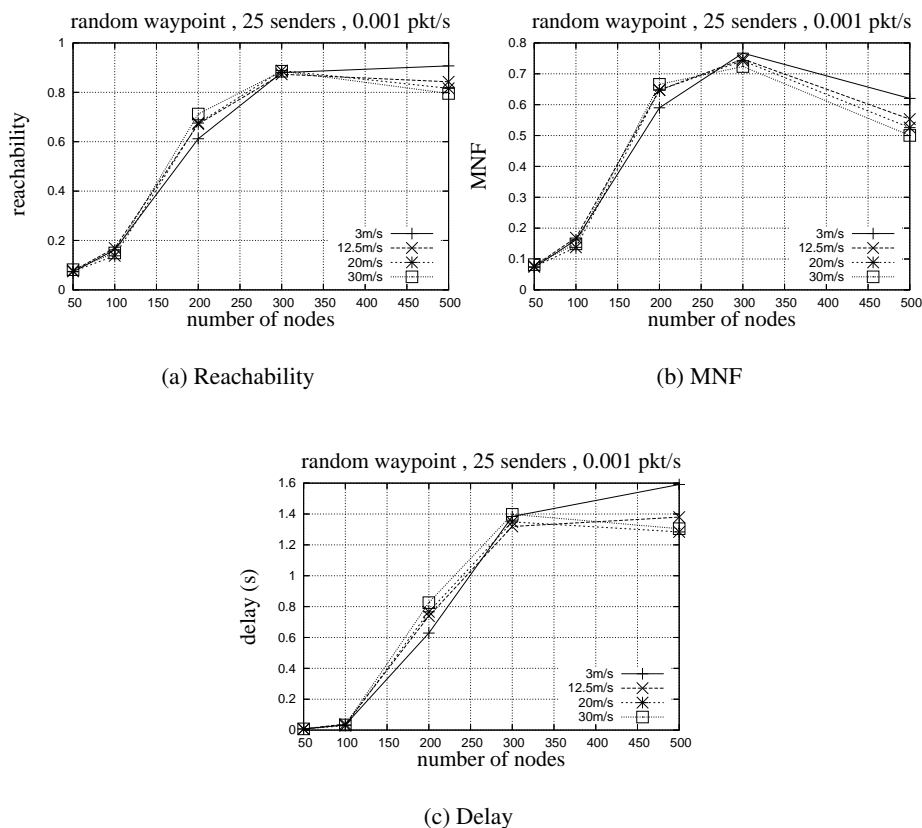 random waypoint , 25 senders , 0.001 pkt/s
1
0.8
0.6
0.4
0.2
0
reachability
3m/s
12.5m/s
20m/s
30m/s
50 100 150 200 250 300 350 400 450 500
number of nodes
(a) Reachability
random waypoint , 25 senders , 0.001 pkt/s
0.8
0.7
0.6
0.5
0.4
0.3
0.2
0.1
0
MNF
3m/s
12.5m/s
20m/s
30m/s
50 100 150 200 250 300 350 400 450 500
number of nodes
(b) MNF
random waypoint , 25 senders , 0.001 pkt/s
1.6
1.4
1.2
1
0.8
0.6
0.4
0.2
0
delay (s)
3m/s
12.5m/s
20m/s
30m/s
50 100 150 200 250 300 350 400 450 500
number of nodes
(c) Delay